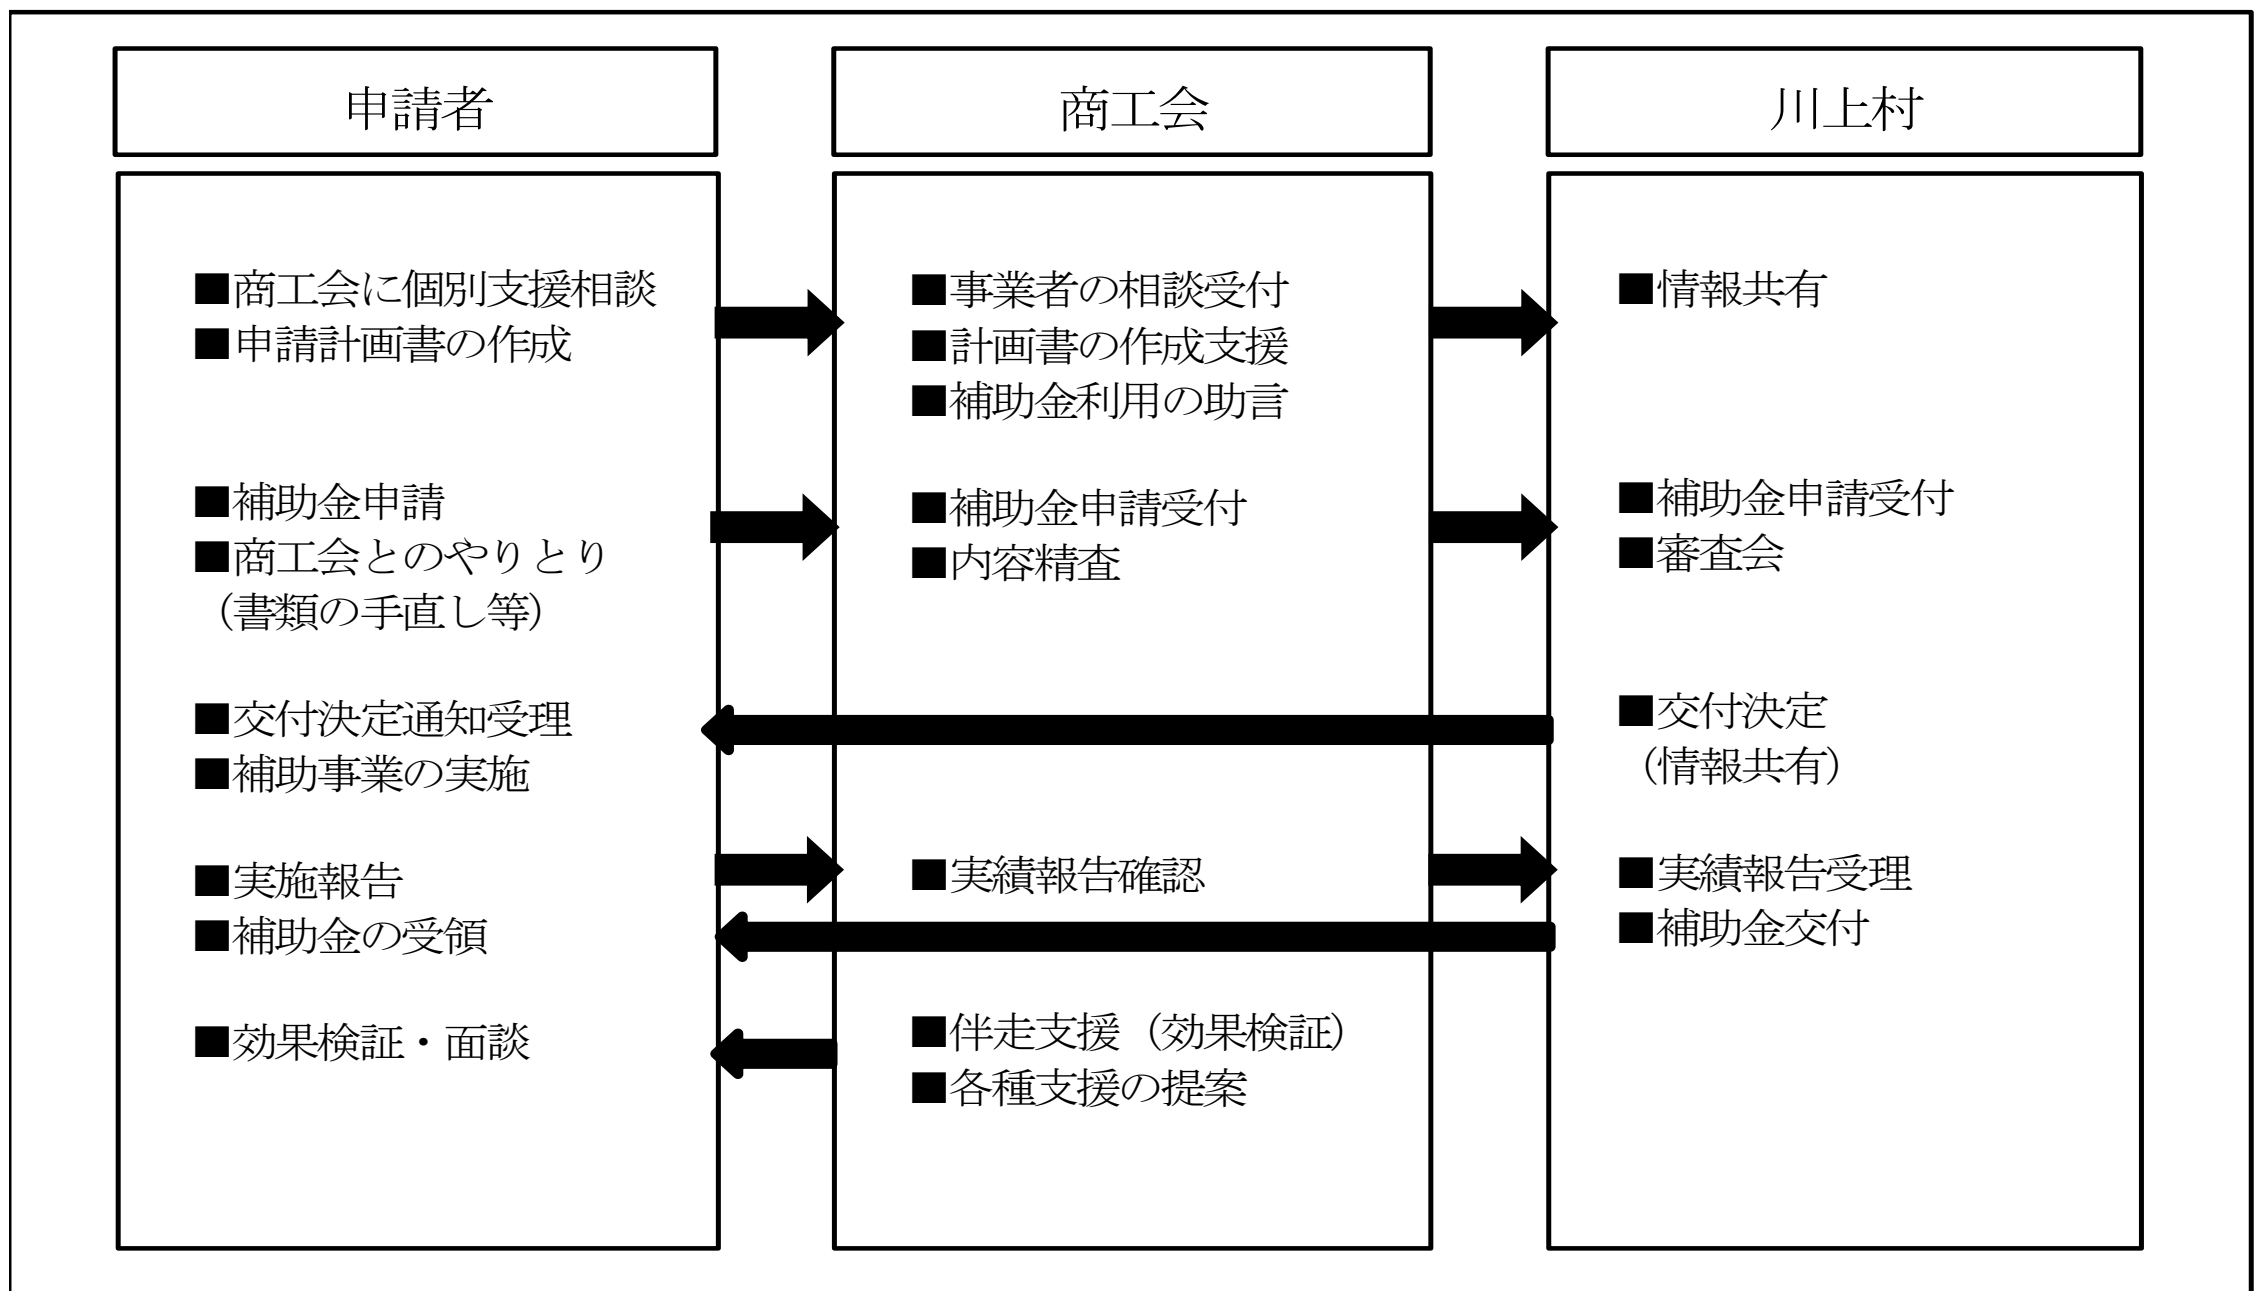 申請者
商工会
川上村
■商工会に個別支援相談
■申請計画書の作成
■事業者の相談受付
■計画書の作成支援
■補助金利用の助言
■情報共有
■補助金申請
■商工会とのやりとり
(書類の手直し等)
■補助金申請受付
■内容精査
■補助金申請受付
■審査会
■交付決定通知受理
■補助事業の実施
■交付決定
(情報共有)
■実施報告
■補助金の受領
■実績報告確認
■実績報告受理
■補助金交付
■効果検証・面談
■伴走支援（効果検証）
■各種支援の提案